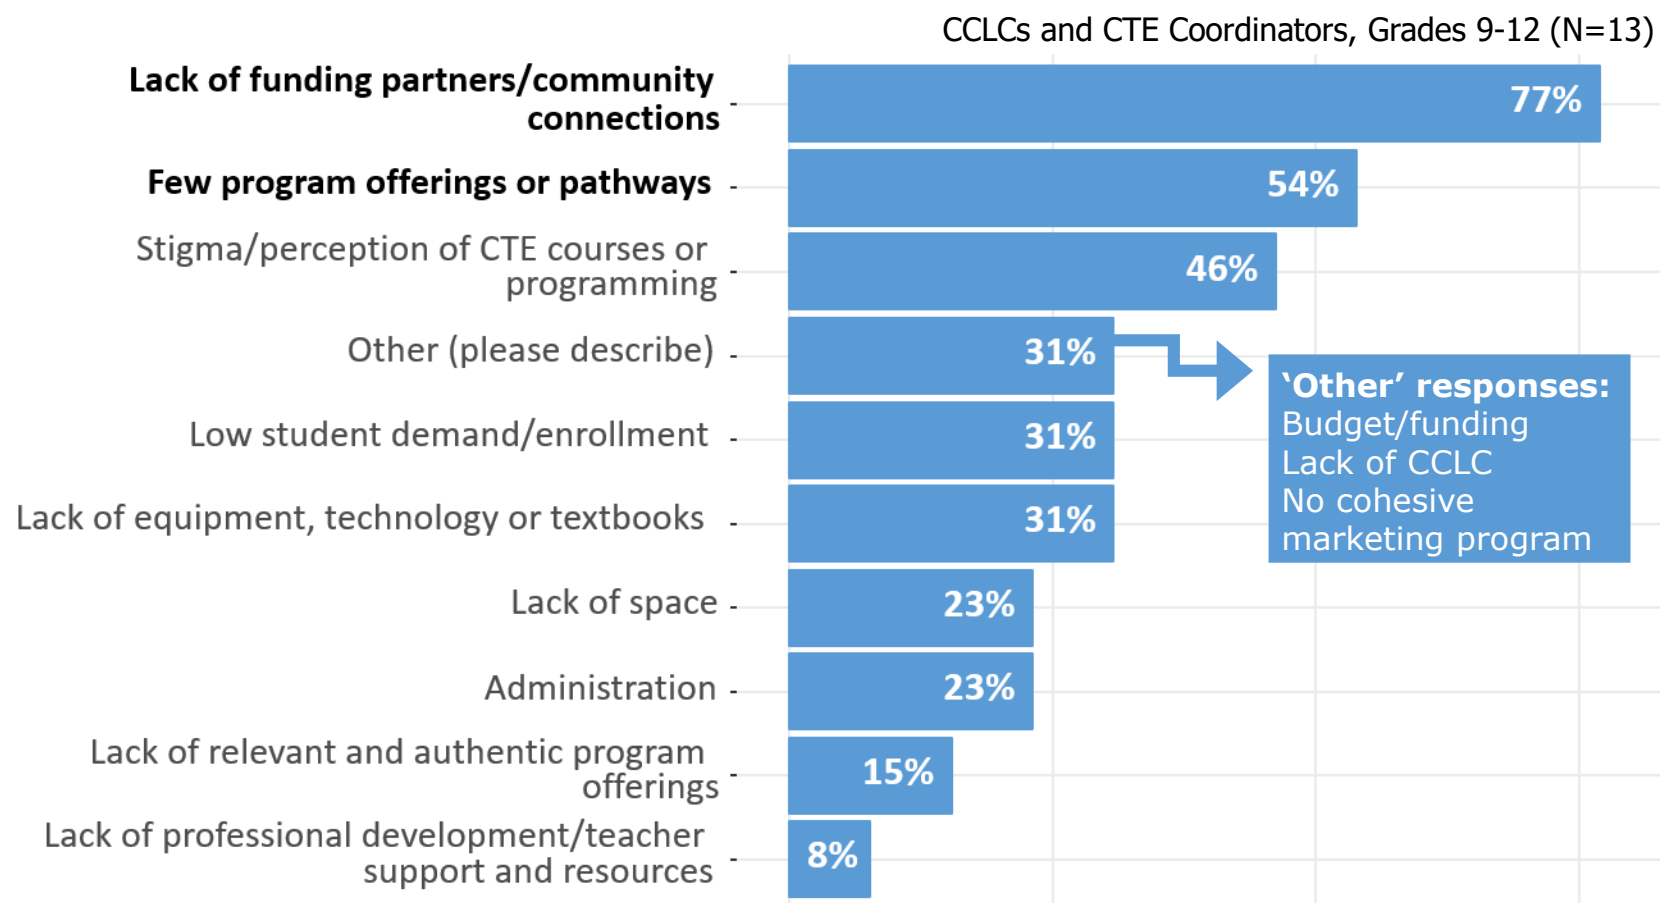 CCLCs and CTE Coordinators, Grades 9-12 (N=13)
Lack of funding partners/community
connections
77%
Few program offerings or pathways
54%
Stigma/perception of CTE courses or
programming
46%
Other (please describe)
31%
‘Other’ responses:
Budget/funding
Lack of CCLC
No cohesive
marketing program
Low student demand/enrollment
31%
Lack of equipment, technology or textbooks
31%
Lack of space
23%
Administration
23%
Lack of relevant and authentic program
offerings
15%
Lack of professional development/teacher
support and resources
8%